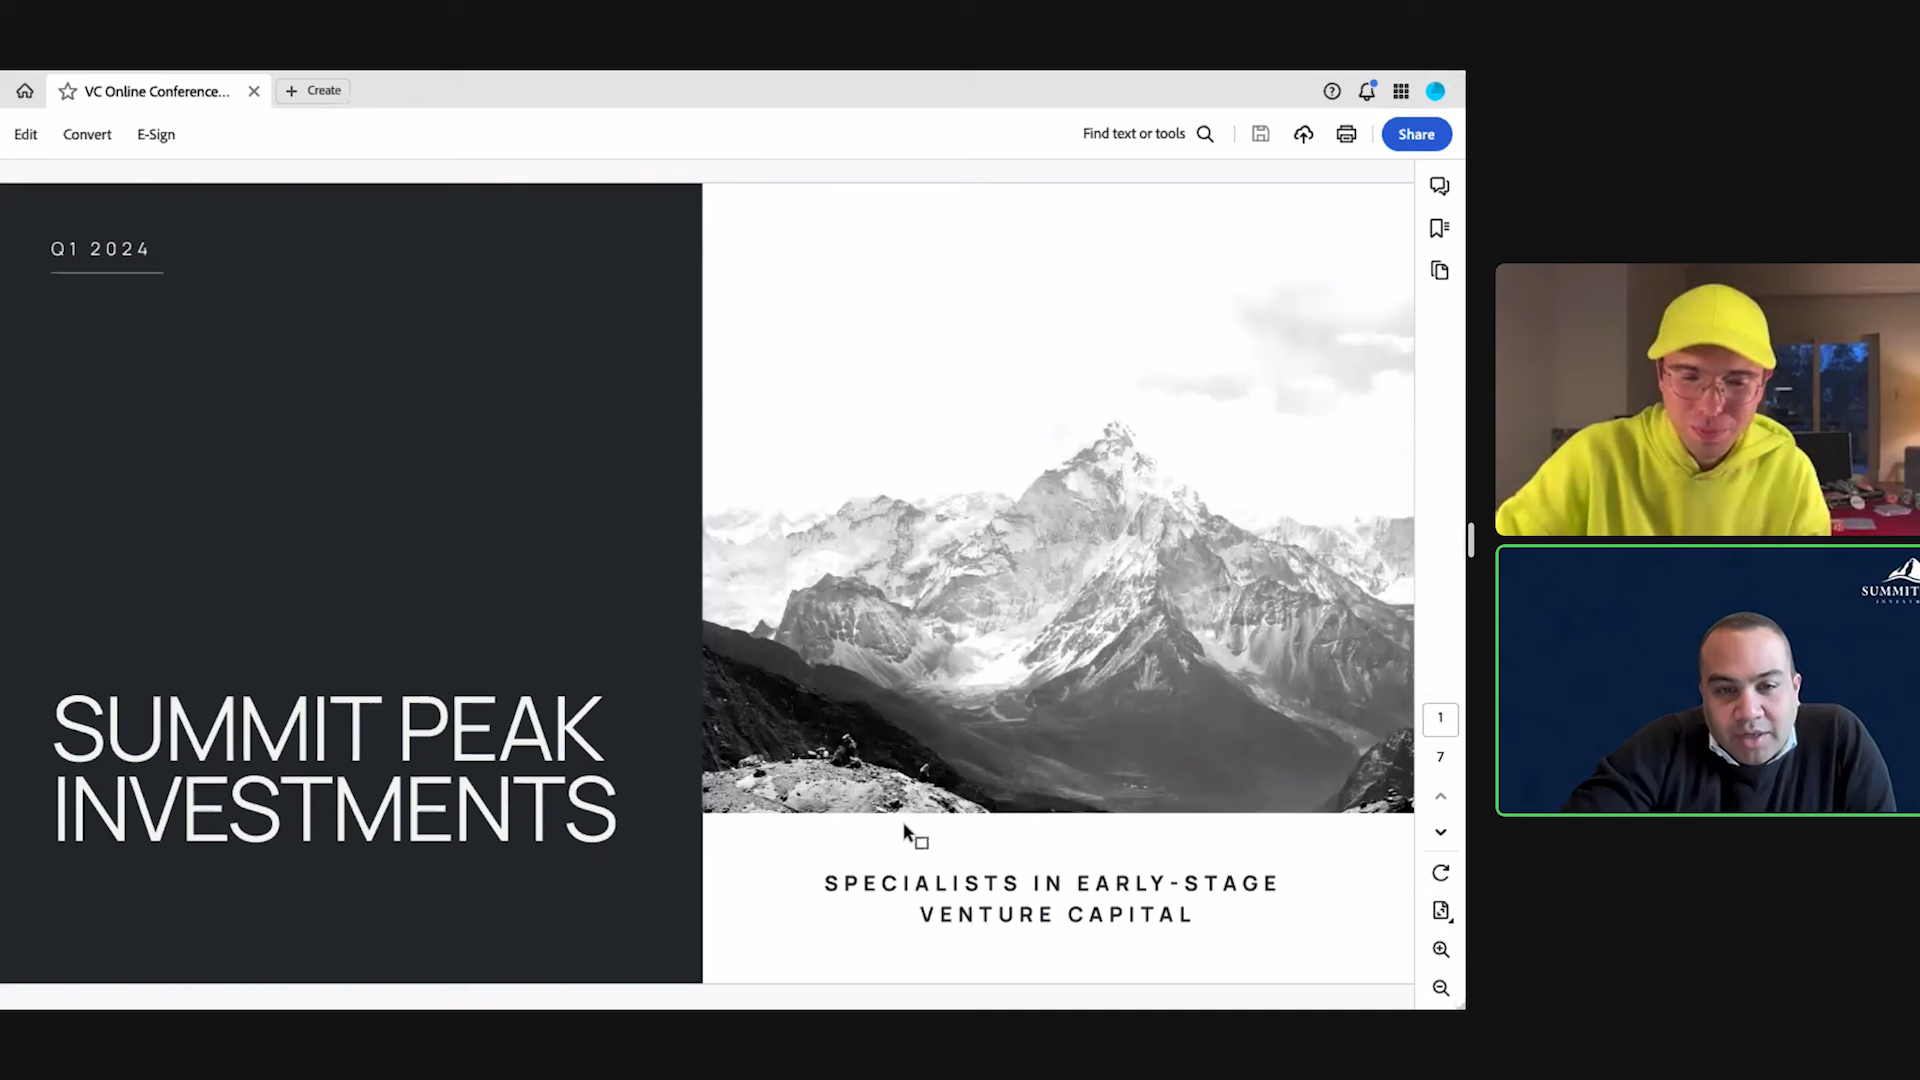 VC Online Conference...
Create
Edit
Convert
E-Sign
Find text or tools
Share
Q1 2024
SUMMIT PEAK
INVESTMENTS
SPECIALISTS IN EARLY-STAGE
VENTURE CAPITAL
1
7
SUMMIT